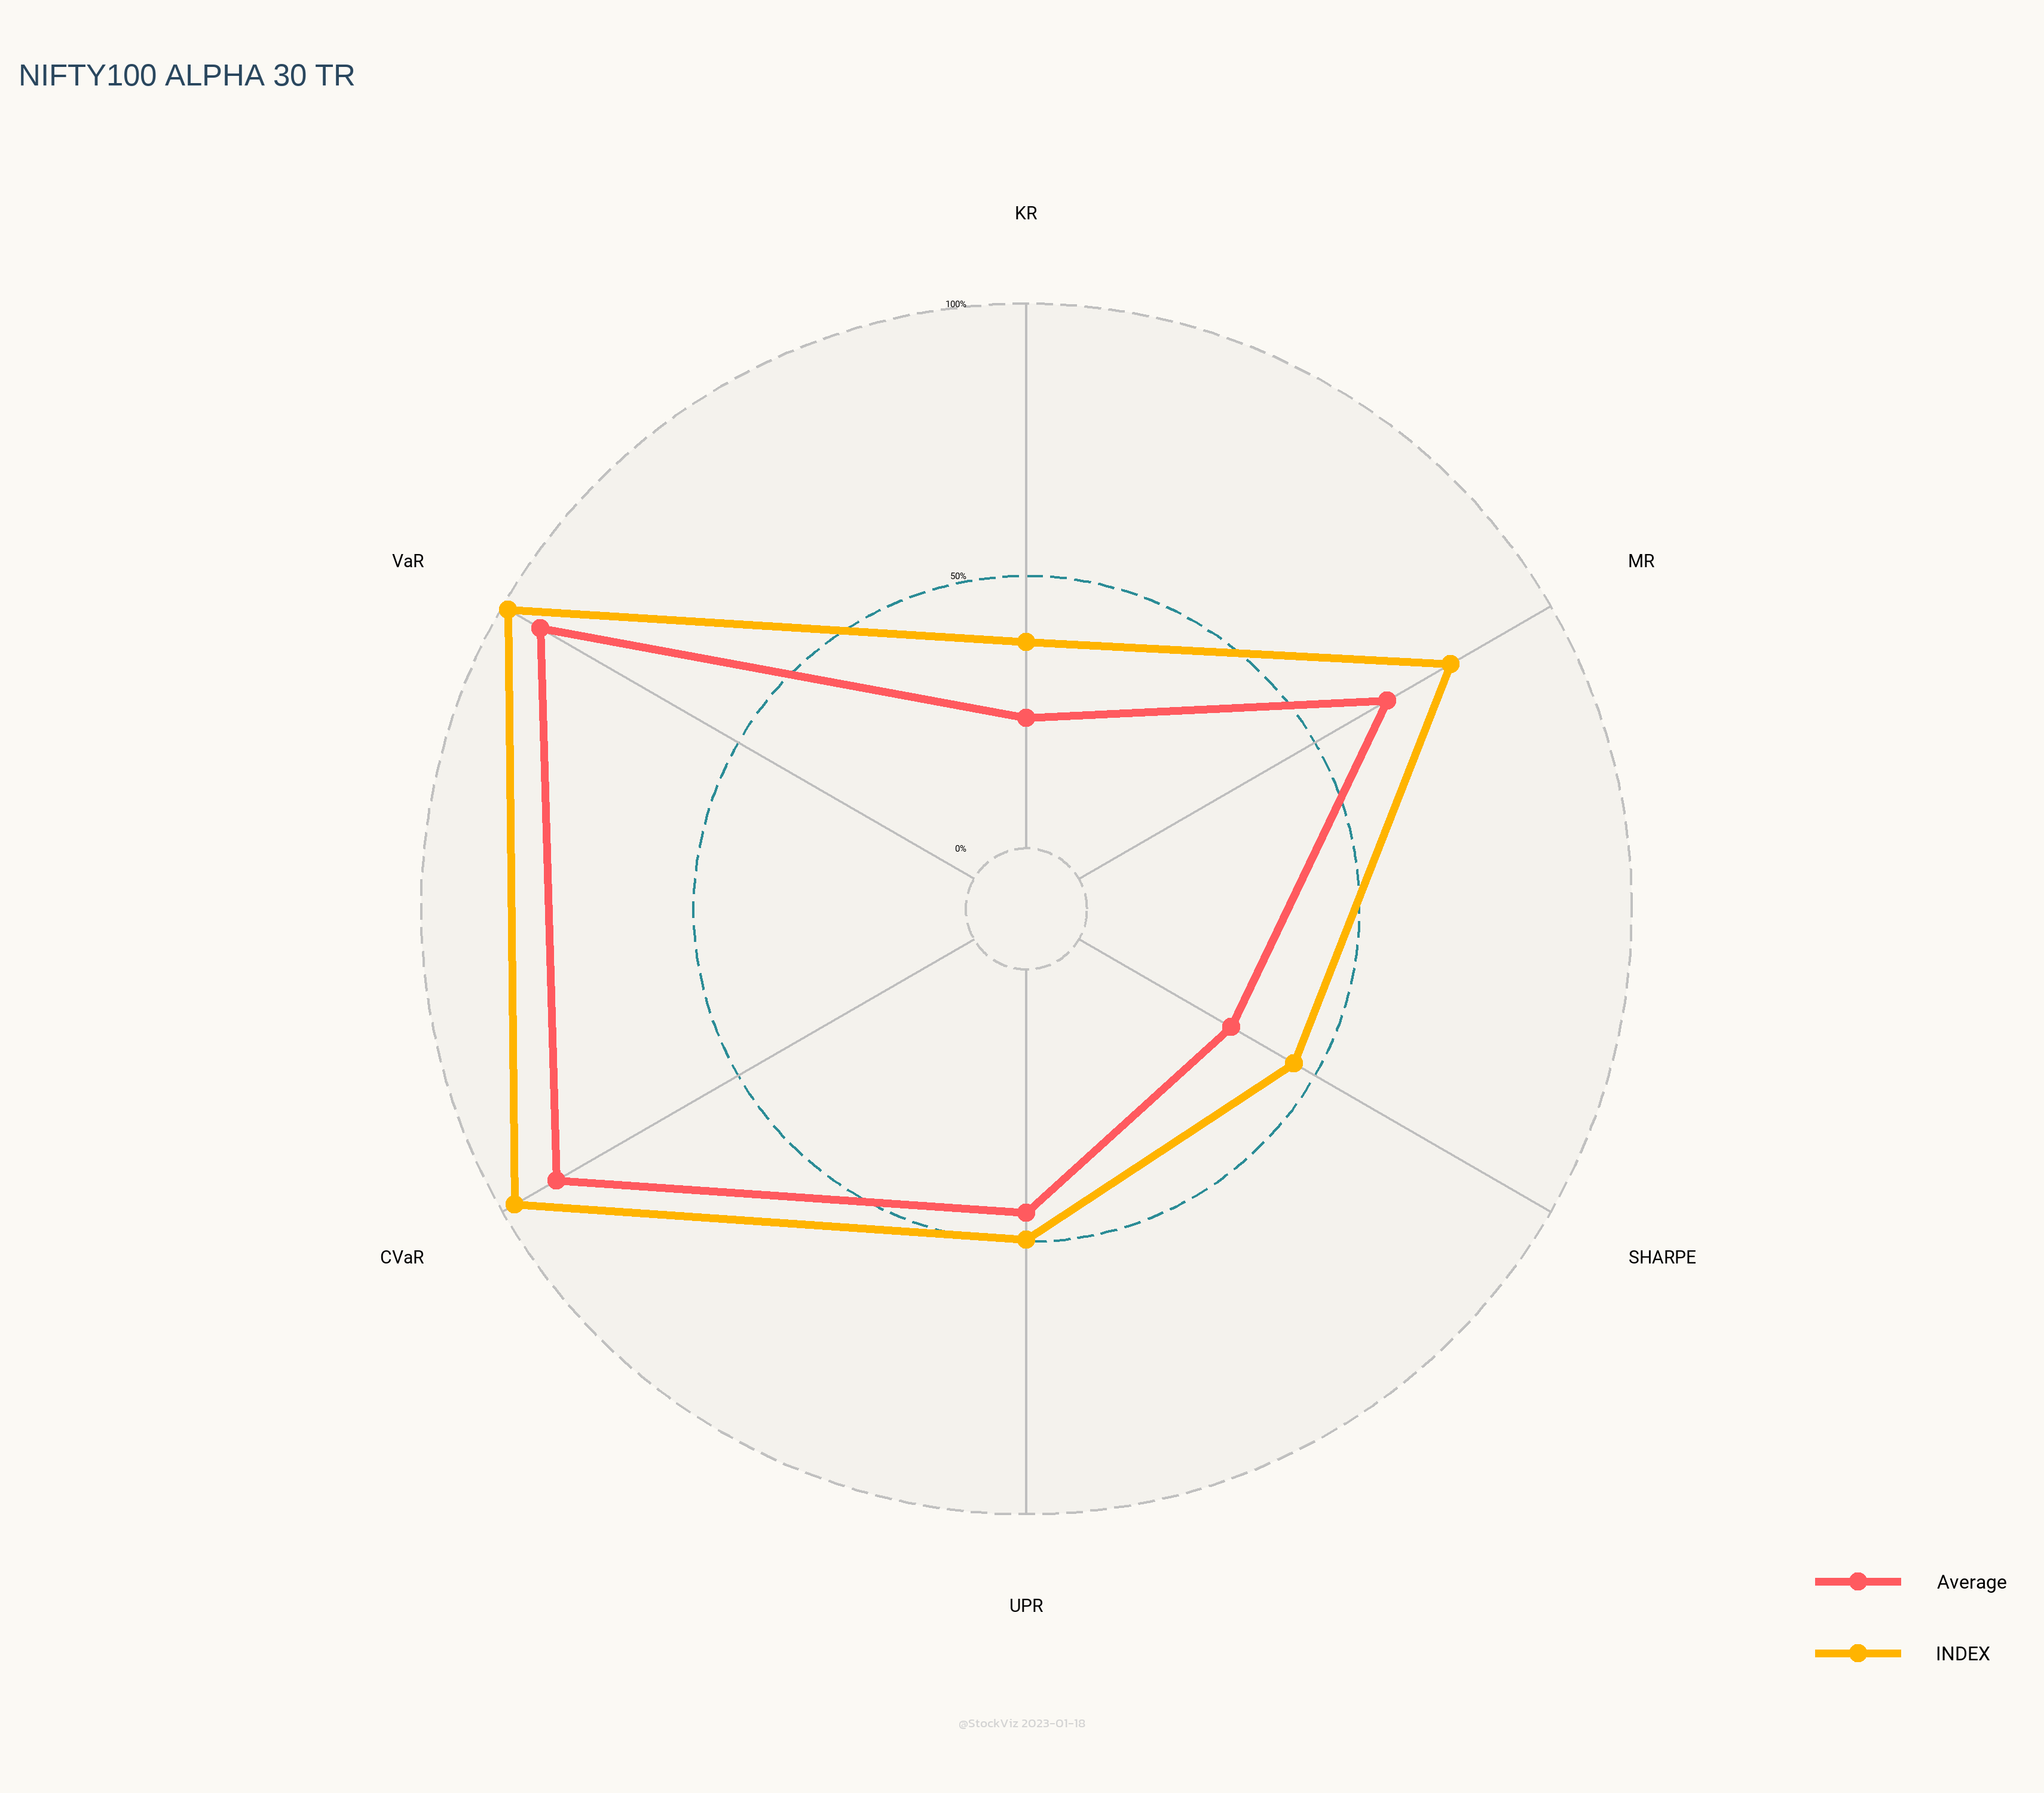 NIFTY100 ALPHA 30 TR
KR
100%
VaR
MR
50%
0%
CVaR
SHARPE
UPR
Average
INDEX
@StockViz 2023-01-18